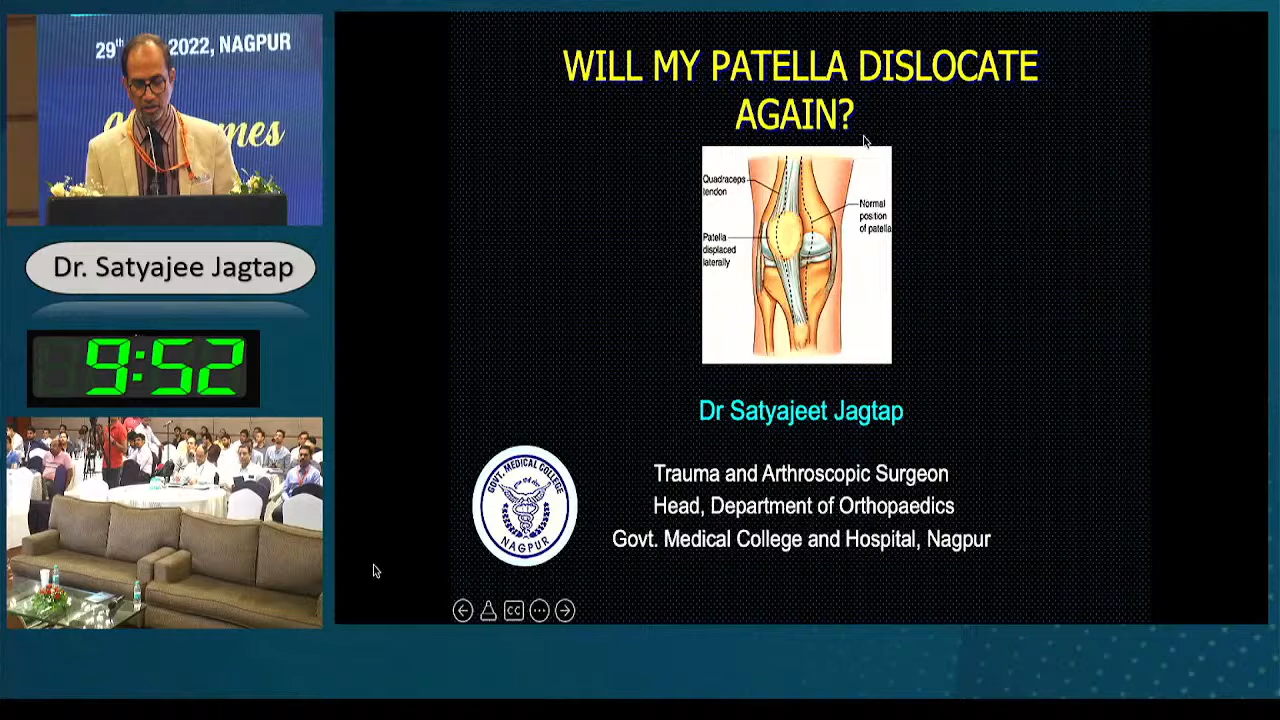 29th 2022, NAGPUR
Dr. Satyajee Jagtap
9:52
WILL MY PATELLA DISLOCATE
AGAIN?
Quadraceps
tendon
Normal
position
of patella
Patella
displaced
laterally
Dr Satyajeet Jagtap
GOVT. MEDICAL COLLEGE
NAGPUR
Trauma and Arthroscopic Surgeon
Head, Department of Orthopaedics
Govt. Medical College and Hospital, Nagpur
CC